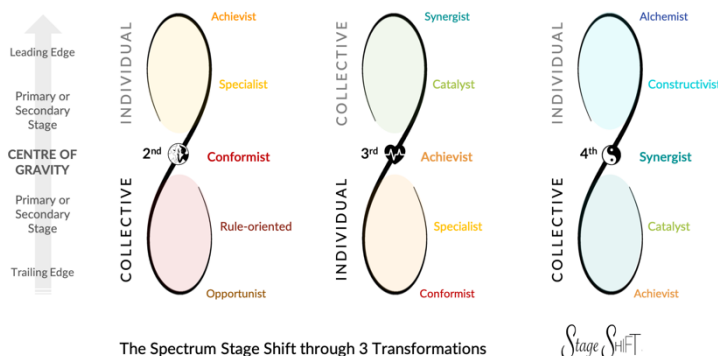 Leading Edge
Primary or
Secondary
Stage
CENTRE OF
GRAVITY
Primary or
Secondary
Stage
Trailing Edge
INDIVIDUAL
COLLECTIVE
Achievist
Specialist
2nd
Conformist
Rule-oriented
Opportunist
COLLECTIVE
INDIVIDUAL
Synergist
Catalyst
3rd
Achievist
Specialist
Conformist
INDIVIDUAL
COLLECTIVE
Alchemist
Constructivist
4th
Synergist
Catalyst
Achievist
The Spectrum Stage Shift through 3 Transformations
Stage SHIFT